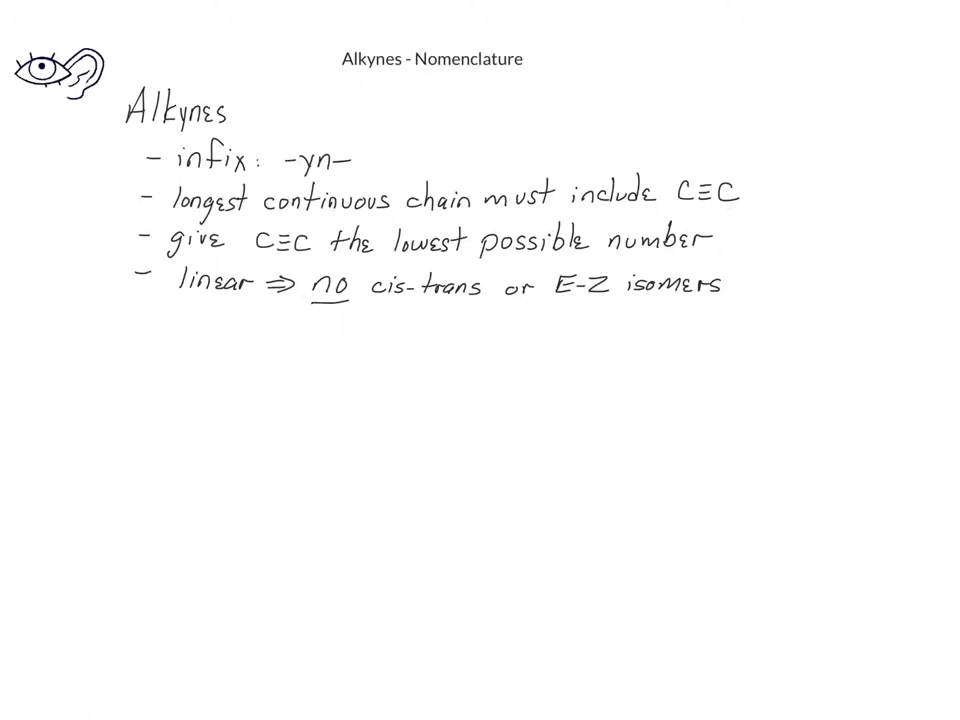 Alkynes - Nomenclature
Alkynes
- infix: -yn-
- longest continuous chain must include C≡C
- give C≡C the lowest possible number
- linear ⇒ no cis-trans or E-Z isomers